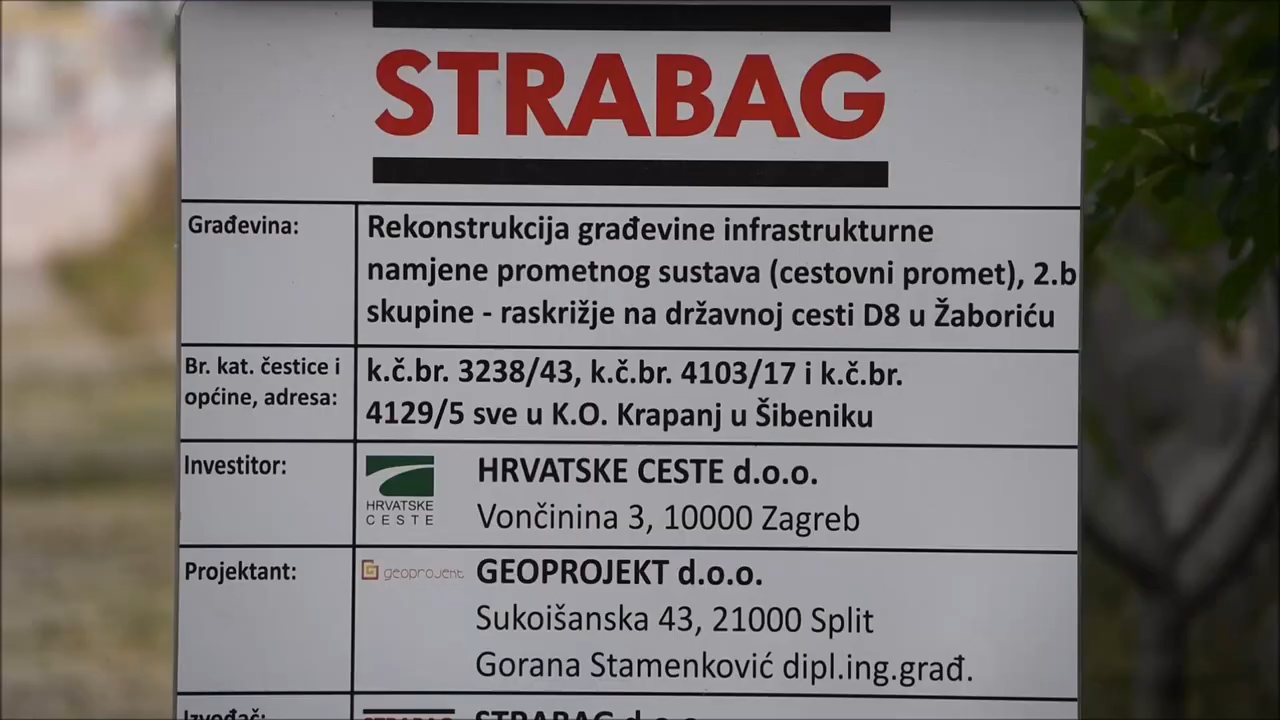 STRABAG
Građevina:
Rekonstrukcija građevine infrastrukturne
namjene prometnog sustava (cestovni promet), 2.b
skupine - raskrižje na državnoj cesti D8 u Žaboriću
Br. kat. čestice i
općine, adresa:
k.č.br. 3238/43, k.č.br. 4103/17 i k.č.br.
4129/5 sve u K.O. Krapanj u Šibeniku
Investitor:
HRVATSKE
CESTE
HRVATSKE CESTE d.o.o.
Vončinina 3, 10000 Zagreb
Projektant:
geoprojekt
GEOPROJEKT d.o.o.
Sukoišanska 43, 21000 Split
Gorana Stamenković dipl.ing.građ.
Izvođač:
STRABAG
STRABAG d.o.o.